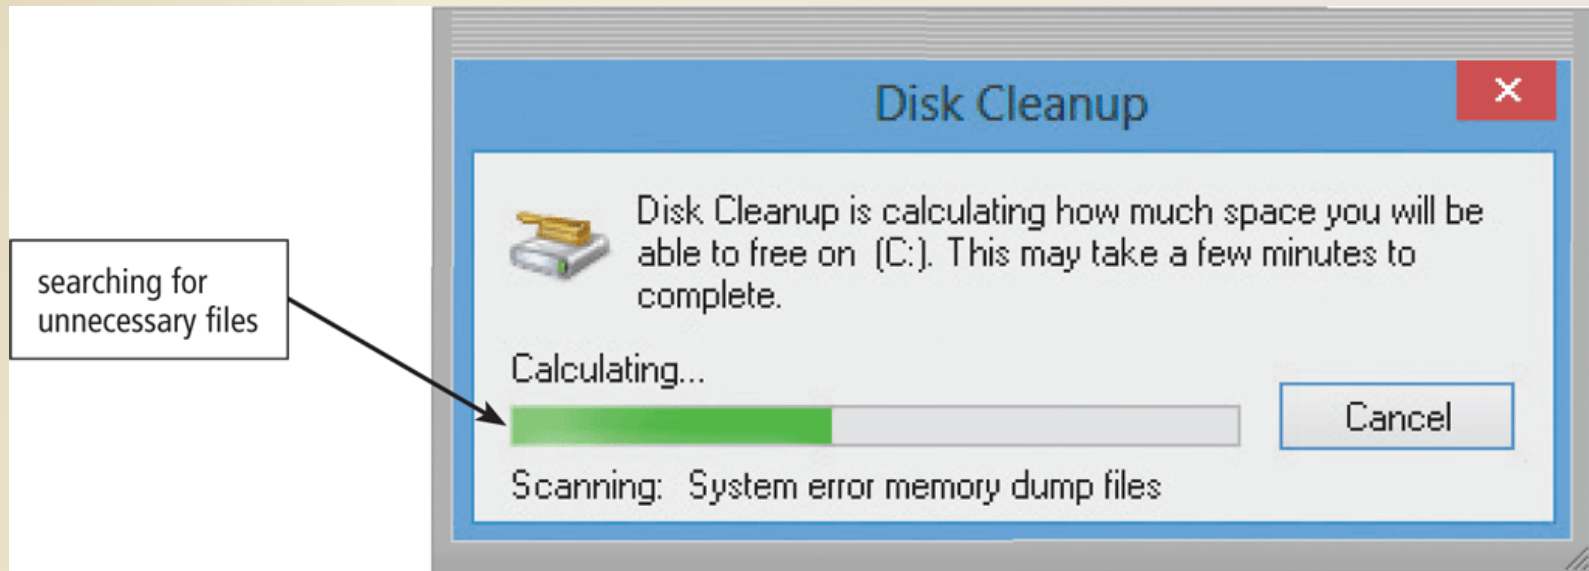 Disk Cleanup
Disk Cleanup is calculating how much space you will be
able to free on (C:). This may take a few minutes to
complete.
searching for
unnecessary files
Calculating...
Cancel
Scanning: System error memory dump files